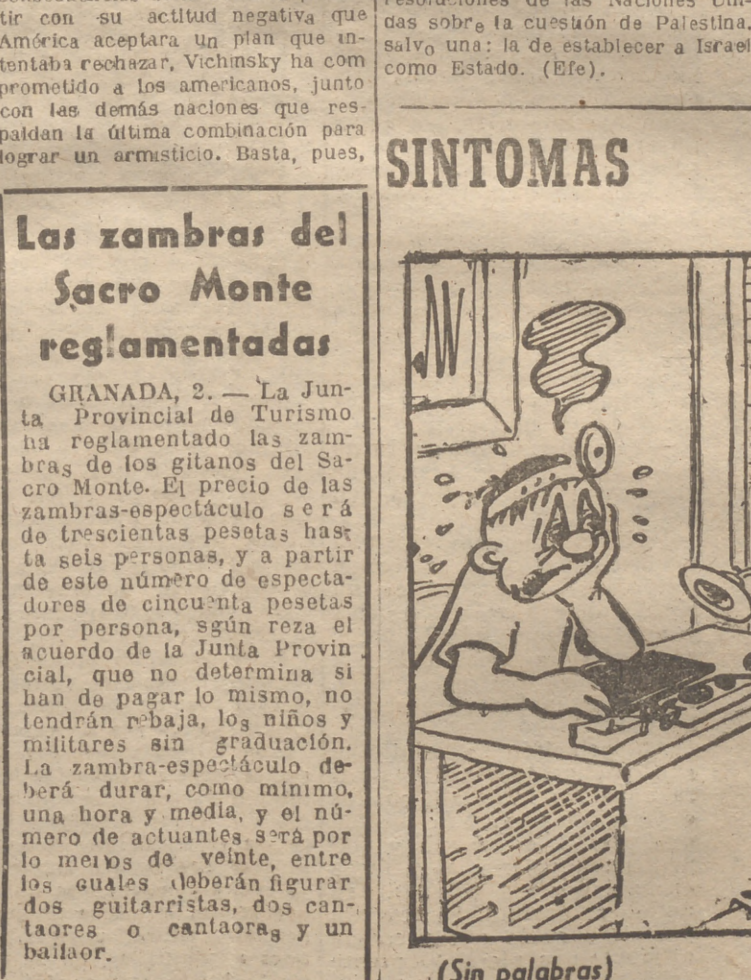 tir con su actitud negativa que
América aceptara un plan que in-
tentaba rechazar, Vichinsky ha com
prometido a los americanos, junto
con las demás naciones que res-
paldan la última combinación para
lograr un armisticio. Basta, pues,
Las zambras del
Sacro Monte
reglamentadas
GRANADA, 2. — La Jun-
ta Provincial de Turismo
ha reglamentado las zam-
bras de los gitanos del Sa-
cro Monte. El precio de las
zambras-espectáculo será
de trescientas pesetas has-
ta seis personas, y a partir
de este número de especta-
dores de cincuenta pesetas
por persona, sgún reza el
acuerdo de la Junta Provin
cial, que no determina si
han de pagar lo mismo, no
tendrán rebaja, los niños y
militares sin graduación.
La zambra-espectáculo de-
berá durar, como mínimo,
una hora y media, y el nú-
mero de actuantes será por
lo menos de veinte, entre
los cuales deberán figurar
dos guitarristas, dos can-
taores o cantaoras y un
bailaor.
resoluciones de las Naciones Uni-
das sobre la cuestión de Palestina,
salvo una: la de establecer a Israel
como Estado. (Efe).
SINTOMAS
(Sin palabras)